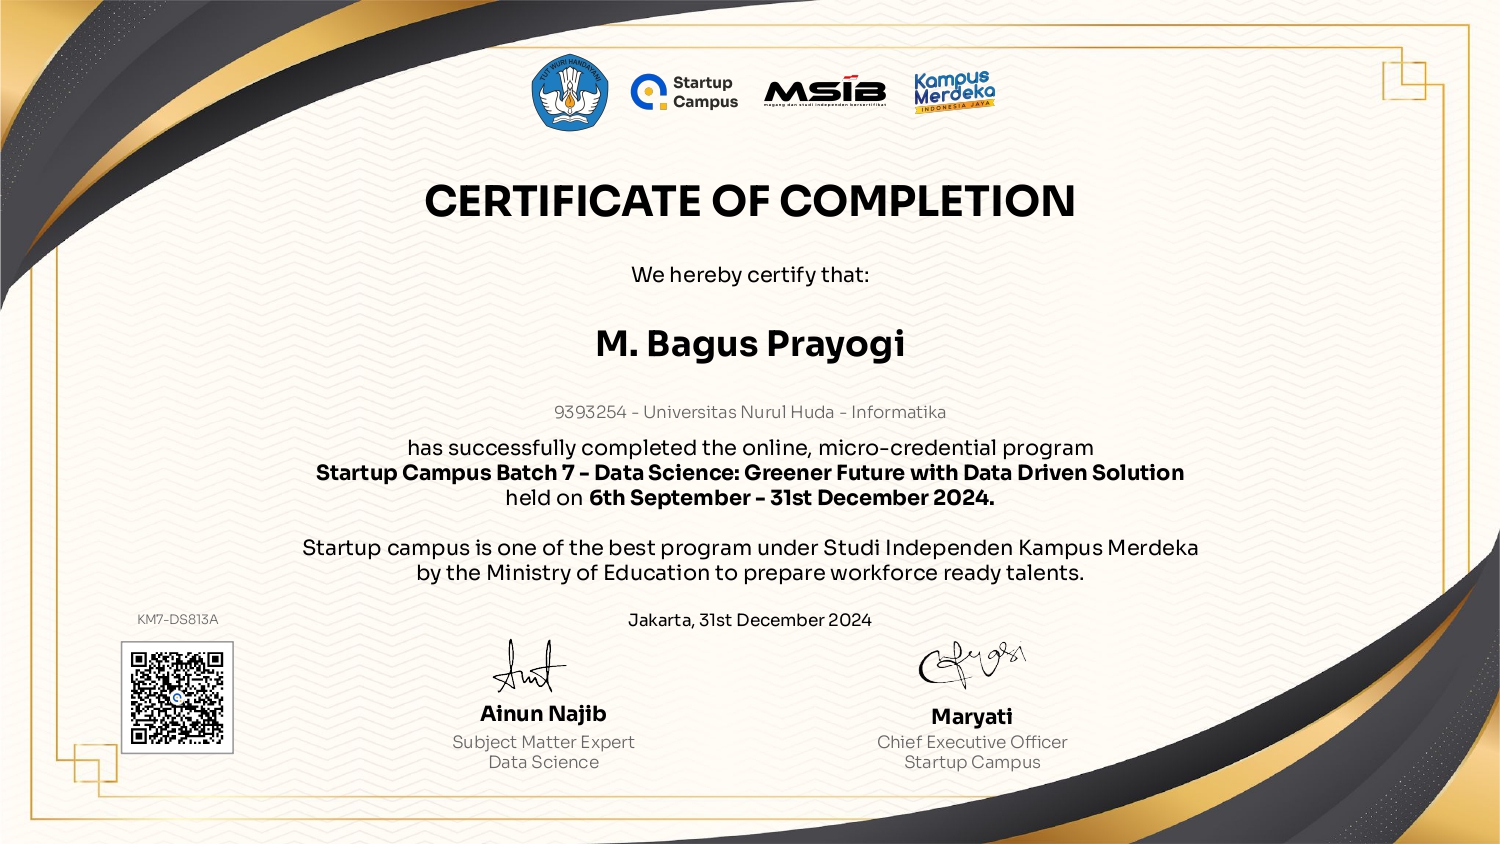 TUT WURI HANDAYANI
Startup
Campus
MSIB
magang dan studi independen bersertifikat
Kampus
Merdeka
INDONESIA JAYA
CERTIFICATE OF COMPLETION
We hereby certify that:
M. Bagus Prayogi
9393254 - Universitas Nurul Huda - Informatika
has successfully completed the online, micro-credential program
Startup Campus Batch 7 - Data Science: Greener Future with Data Driven Solution
held on 6th September - 31st December 2024.
Startup campus is one of the best program under Studi Independen Kampus Merdeka
by the Ministry of Education to prepare workforce ready talents.
KM7-DS813A
Jakarta, 31st December 2024
Ainun Najib
Subject Matter Expert
Data Science
Maryati
Chief Executive Officer
Startup Campus